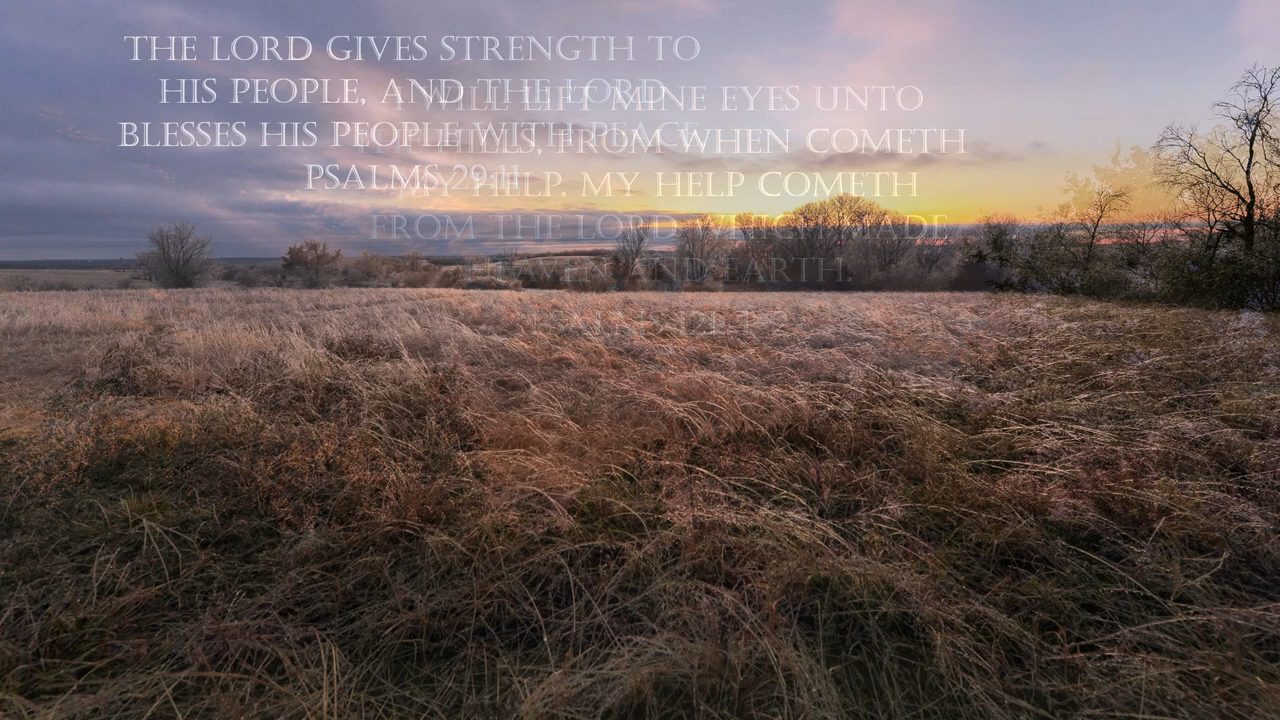 THE LORD GIVES STRENGTH TO
HIS PEOPLE, AND THE LORD
BLESSES HIS PEOPLE WITH PEACE
PSALMS 29:11
I WILL LIFT MINE EYES UNTO
HILLS, FROM WHEN COMETH
MY HELP. MY HELP COMETH
FROM THE LORD WHICH MADE
HEAVEN AND EARTH.